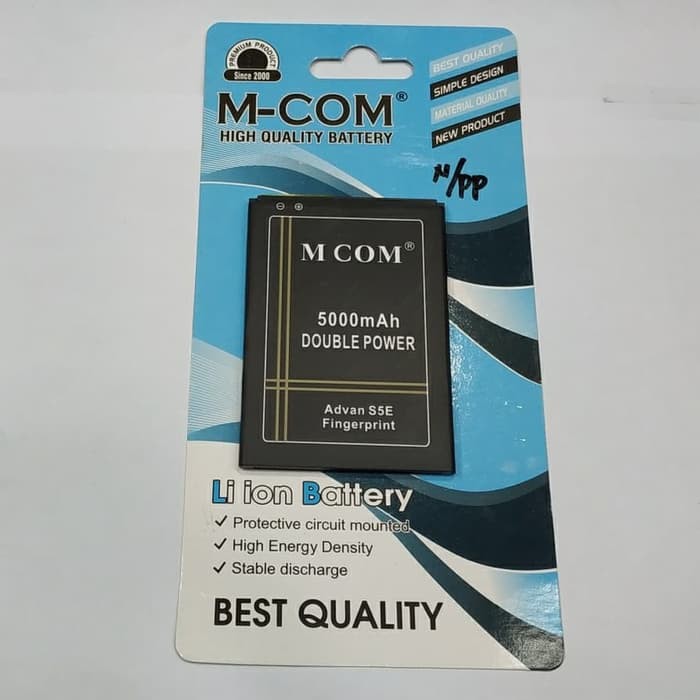 PREMIUM PRODUCT
Since 2000
M-COM®
HIGH QUALITY BATTERY
BEST QUALITY
SIMPLE DESIGN
MATERIAL QUALITY
NEW PRODUCT
N/PP
M COM®
5000mAh
DOUBLE POWER
Advan S5E
Fingerprint
Li ion Battery
✓ Protective circuit mounted
✓ High Energy Density
✓ Stable discharge
BEST QUALITY